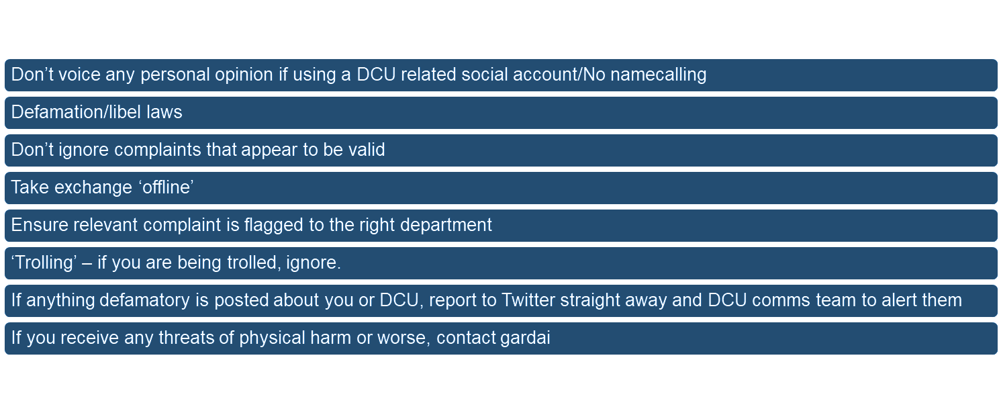 Don’t voice any personal opinion if using a DCU related social account/No namecalling
Defamation/libel laws
Don’t ignore complaints that appear to be valid
Take exchange ‘offline’
Ensure relevant complaint is flagged to the right department
‘Trolling’ – if you are being trolled, ignore.
If anything defamatory is posted about you or DCU, report to Twitter straight away and DCU comms team to alert them
If you receive any threats of physical harm or worse, contact gardai